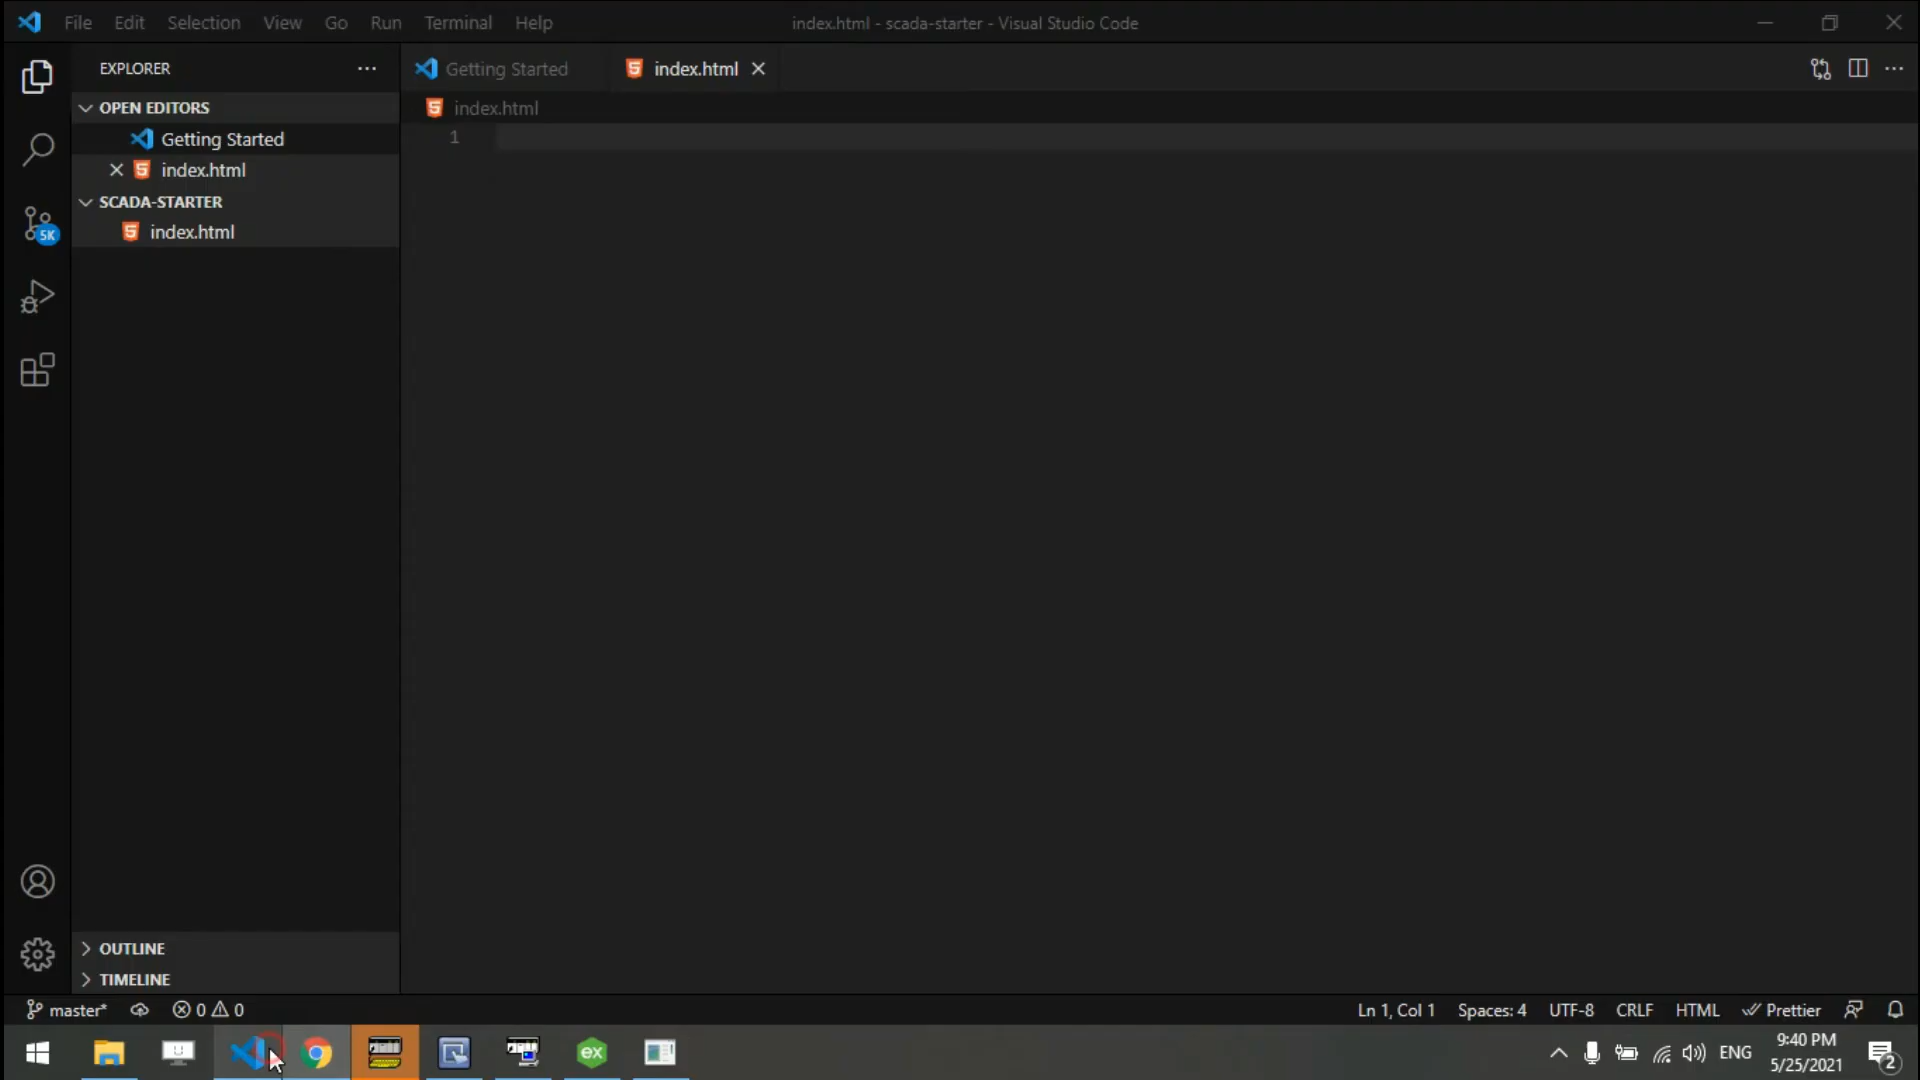 File Edit Selection View Go Run Terminal Help
index.html - scada-starter - Visual Studio Code
EXPLORER
Getting Started
index.html
OPEN EDITORS
index.html
Getting Started
1
index.html
SCADA-STARTER
5K
index.html
OUTLINE
TIMELINE
master* 0 0
Ln 1, Col 1 Spaces: 4 UTF-8 CRLF HTML Prettier
ex
ENG
9:40 PM
5/25/2021
2